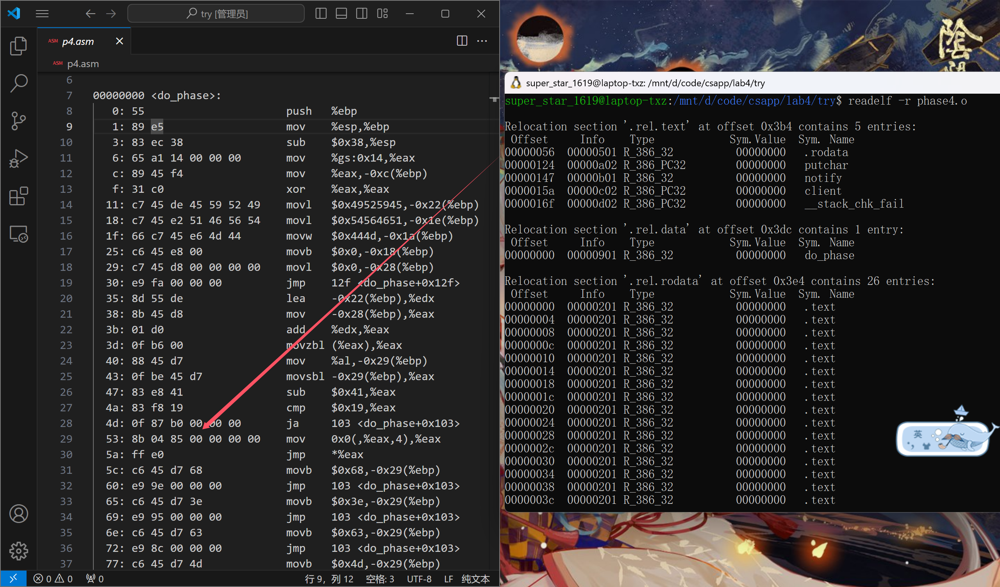 try [管理员]
ASM p4.asm
ASM p4.asm
6
7 00000000 <do_phase>:
8 0: 55 push %ebp
9 1: 89 e5 mov %esp,%ebp
10 3: 83 ec 38 sub $0x38,%esp
11 6: 65 a1 14 00 00 00 mov %gs:0x14,%eax
12 c: 89 45 f4 mov %eax,-0xc(%ebp)
13 f: 31 c0 xor %eax,%eax
14 11: c7 45 de 45 59 52 49 movl $0x49525945,-0x22(%ebp)
15 18: c7 45 e2 51 46 56 54 movl $0x54564651,-0x1e(%ebp)
16 1f: 66 c7 45 e6 4d 44 movw $0x444d,-0x1a(%ebp)
17 25: c6 45 e8 00 movb $0x0,-0x18(%ebp)
18 29: c7 45 d8 00 00 00 00 movl $0x0,-0x28(%ebp)
19 30: e9 fa 00 00 00 jmp 12f <do_phase+0x12f>
20 35: 8d 55 de lea -0x22(%ebp),%edx
21 38: 8b 45 d8 mov -0x28(%ebp),%eax
22 3b: 01 d0 add %edx,%eax
23 3d: 0f b6 00 movzbl (%eax),%eax
24 40: 88 45 d7 mov %al,-0x29(%ebp)
25 43: 0f be 45 d7 movsbl -0x29(%ebp),%eax
26 47: 83 e8 41 sub $0x41,%eax
27 4a: 83 f8 19 cmp $0x19,%eax
28 4d: 0f 87 b0 00 00 00 ja 103 <do_phase+0x103>
29 53: 8b 04 85 00 00 00 00 mov 0x0(,%eax,4),%eax
30 5a: ff e0 jmp *%eax
31 5c: c6 45 d7 68 movb $0x68,-0x29(%ebp)
32 60: e9 9e 00 00 00 jmp 103 <do_phase+0x103>
33 65: c6 45 d7 3e movb $0x3e,-0x29(%ebp)
34 69: e9 95 00 00 00 jmp 103 <do_phase+0x103>
35 6e: c6 45 d7 63 movb $0x63,-0x29(%ebp)
36 72: e9 8c 00 00 00 jmp 103 <do_phase+0x103>
37 77: c6 45 d7 4d movb $0x4d,-0x29(%ebp)
0 0 0 行 9，列 12 空格: 3 UTF-8 LF 纯文本
陰
super_star_1619@laptop-txz: /mnt/d/code/csapp/lab4/try
super_star_1619@laptop-txz:/mnt/d/code/csapp/lab4/try$ readelf -r phase4.o
Relocation section '.rel.text' at offset 0x3b4 contains 5 entries:
Offset Info Type Sym.Value Sym. Name
00000056 00000501 R_386_32 00000000 .rodata
00000124 00000a02 R_386_PC32 00000000 putchar
00000147 00000b01 R_386_32 00000000 notify
0000015a 00000c02 R_386_PC32 00000000 client
0000016f 00000d02 R_386_PC32 00000000 __stack_chk_fail
Relocation section '.rel.data' at offset 0x3dc contains 1 entry:
Offset Info Type Sym.Value Sym. Name
00000000 00000901 R_386_32 00000000 do_phase
Relocation section '.rel.rodata' at offset 0x3e4 contains 26 entries:
Offset Info Type Sym.Value Sym. Name
00000000 00000201 R_386_32 00000000 .text
00000004 00000201 R_386_32 00000000 .text
00000008 00000201 R_386_32 00000000 .text
0000000c 00000201 R_386_32 00000000 .text
00000010 00000201 R_386_32 00000000 .text
00000014 00000201 R_386_32 00000000 .text
00000018 00000201 R_386_32 00000000 .text
0000001c 00000201 R_386_32 00000000 .text
00000020 00000201 R_386_32 00000000 .text
00000024 00000201 R_386_32 00000000 .text
00000028 00000201 R_386_32 00000000 .text
0000002c 00000201 R_386_32 00000000 .text
00000030 00000201 R_386_32 00000000 .text
00000034 00000201 R_386_32 00000000 .text
00000038 00000201 R_386_32 00000000 .text
0000003c 00000201 R_386_32 00000000 .text
英